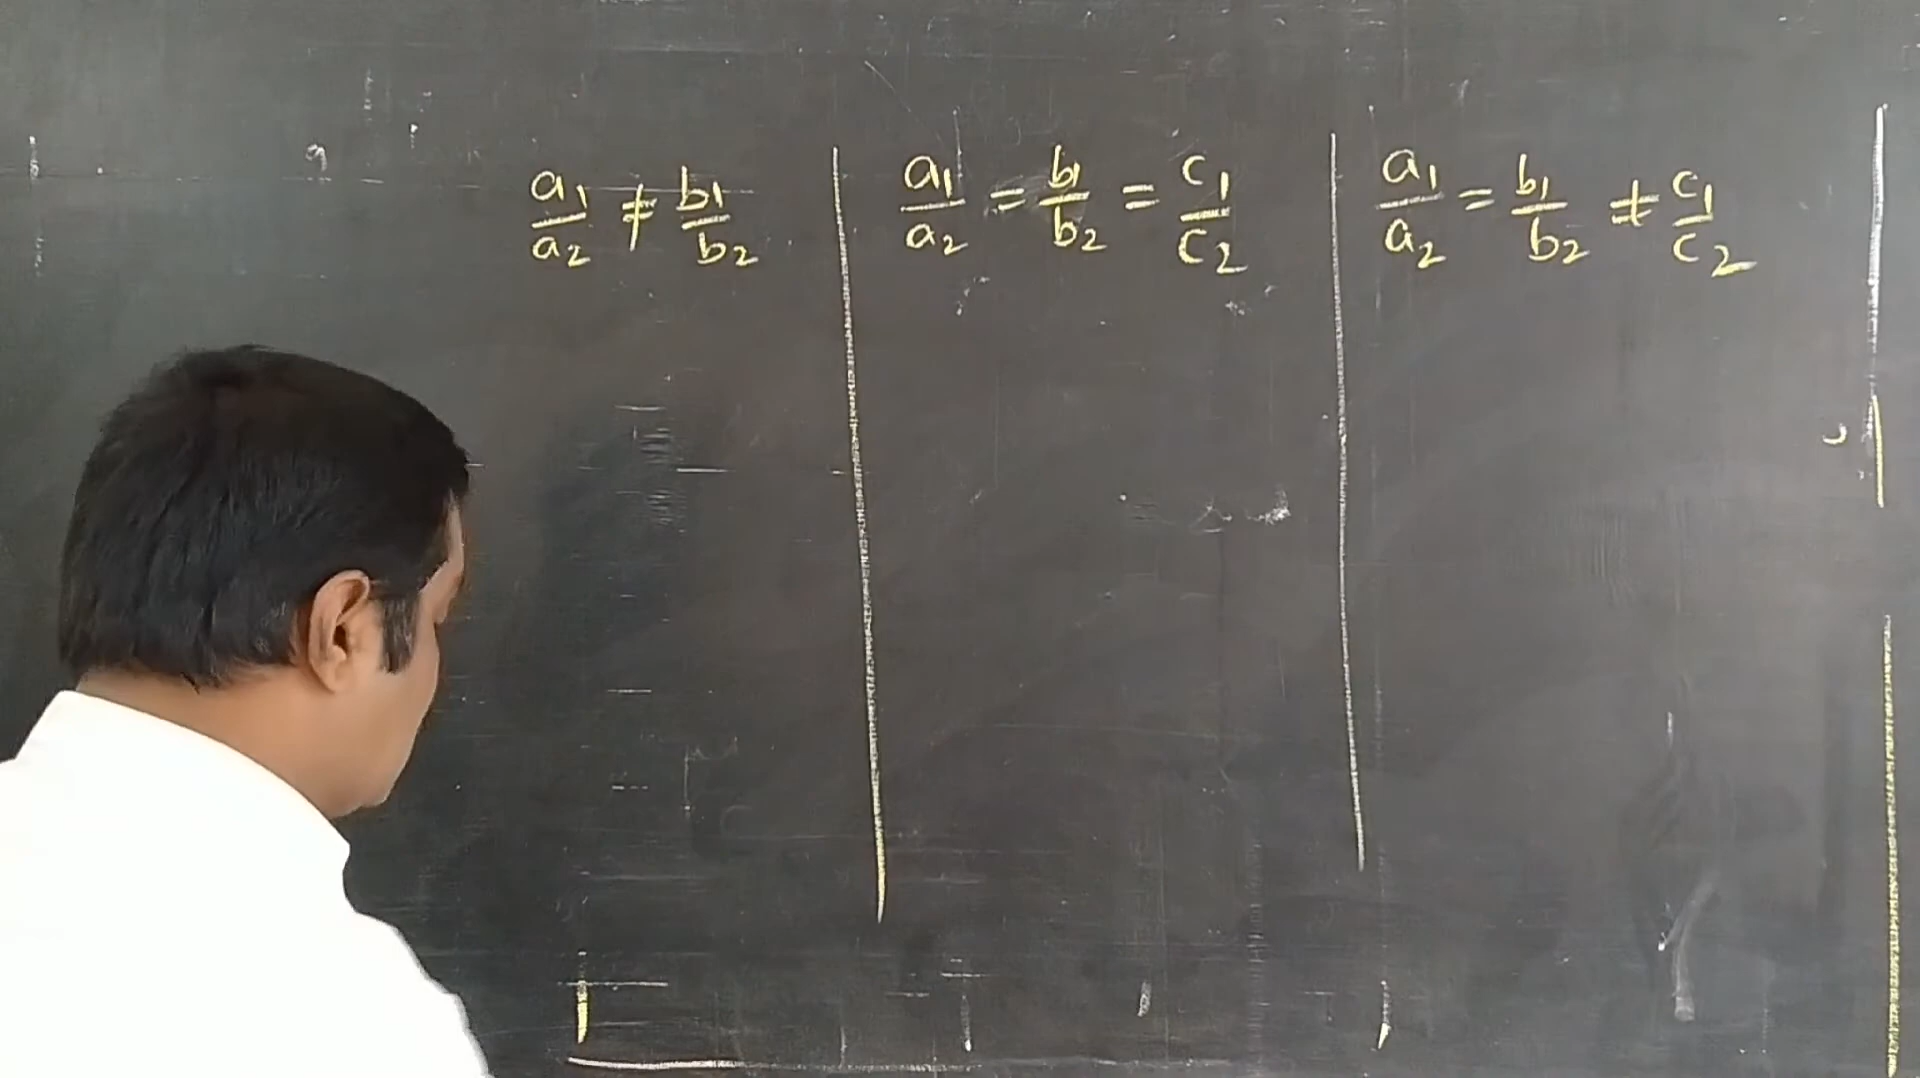 a1/a2 ≠ b1/b2
a1/a2 = b1/b2 = c1/c2
a1/a2 = b1/b2 ≠ c1/c2